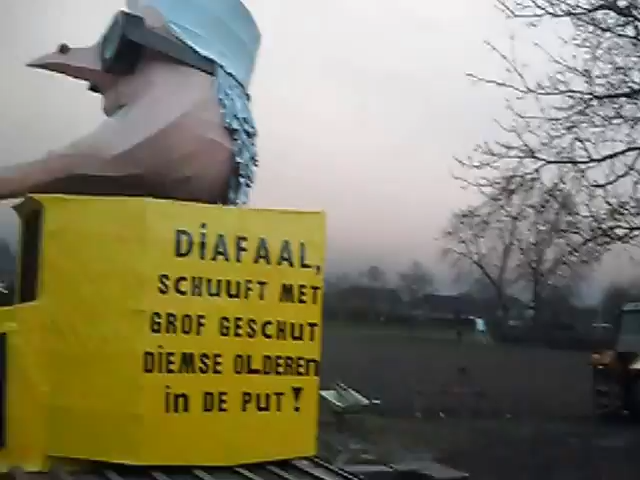 DiAFAAL,
SCHUUFT MET
GROF GESCHUT
DiEMSE OLDEREn
in DE PUT!